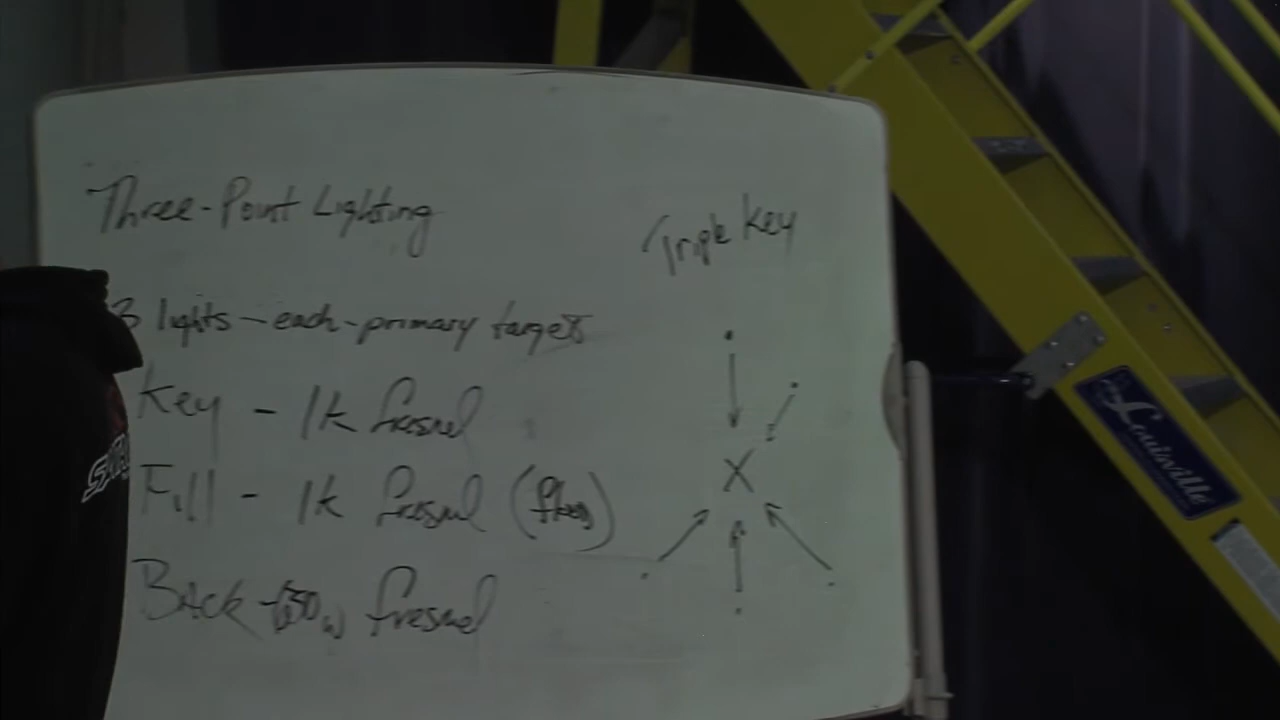 Three-Point Lighting
3 lights - each - primary target
Key - 1k fresnel
Fill - 1k fresnel
Back - 650w fresnel
Triple Key
X
Louisville